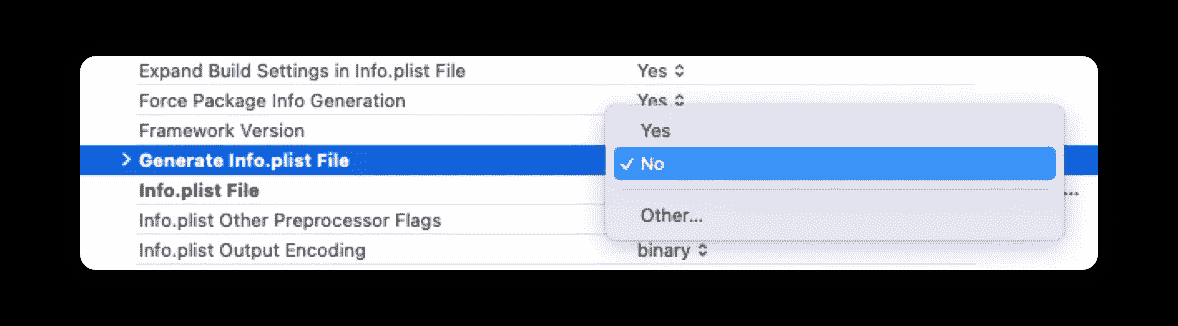 Expand Build Settings in Info.plist File Yes
Force Package Info Generation Yes
Framework Version Yes
Generate Info.plist File No
Info.plist File ...
Info.plist Other Preprocessor Flags Other...
Info.plist Output Encoding binary